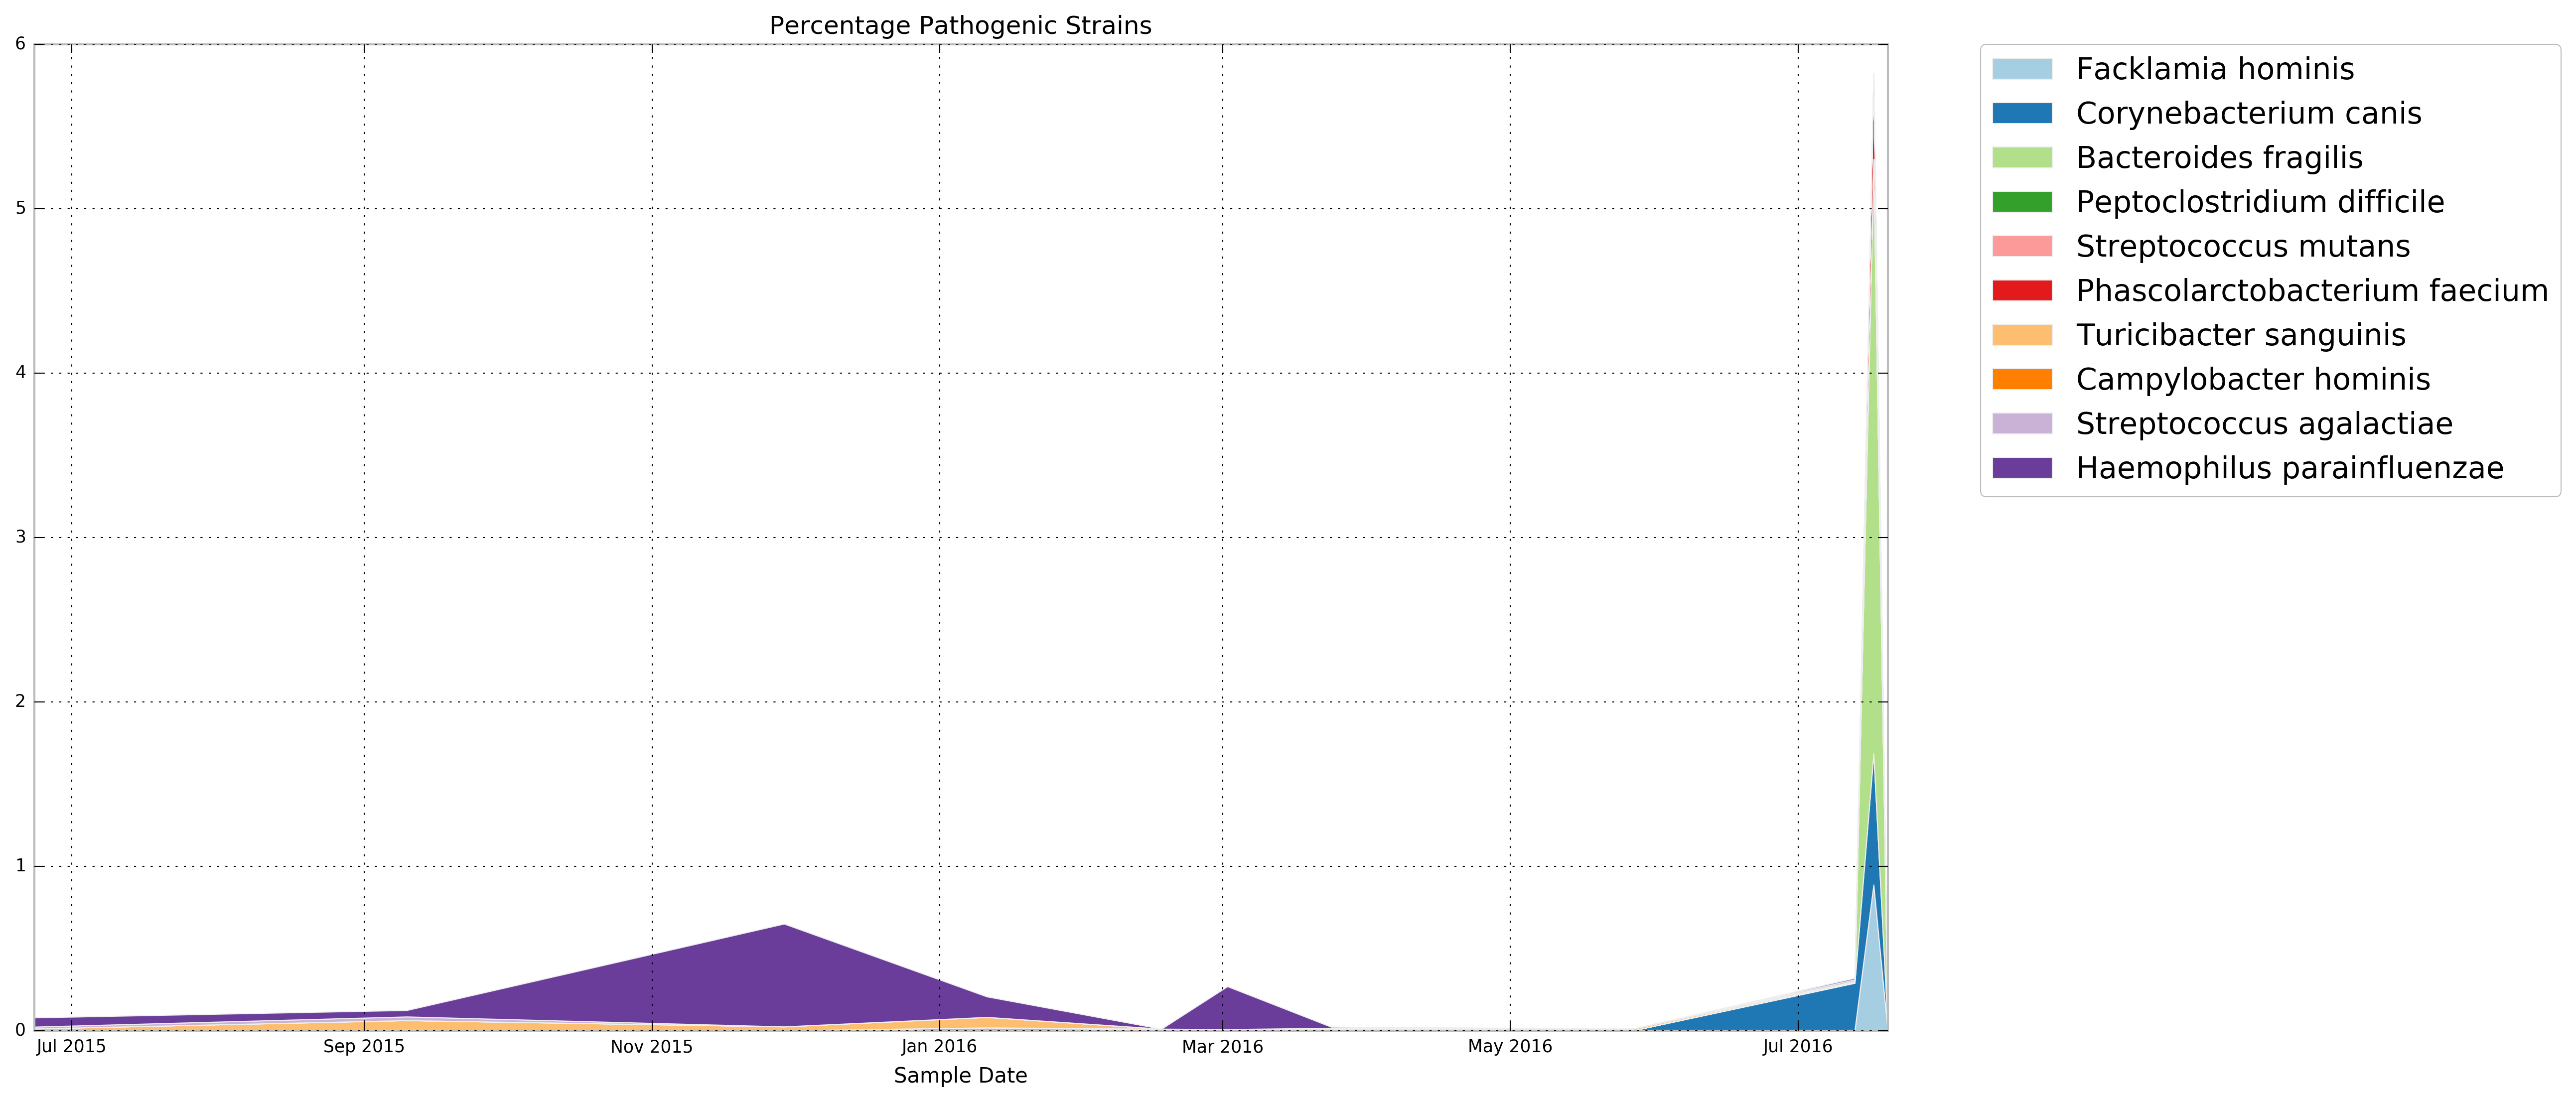 Percentage Pathogenic Strains
6
5
4
3
2
1
0
Jul 2015 Sep 2015 Nov 2015 Jan 2016 Mar 2016 May 2016 Jul 2016
Sample Date
Facklamia hominis
Corynebacterium canis
Bacteroides fragilis
Peptoclostridium difficile
Streptococcus mutans
Phascolarctobacterium faecium
Turicibacter sanguinis
Campylobacter hominis
Streptococcus agalactiae
Haemophilus parainfluenzae